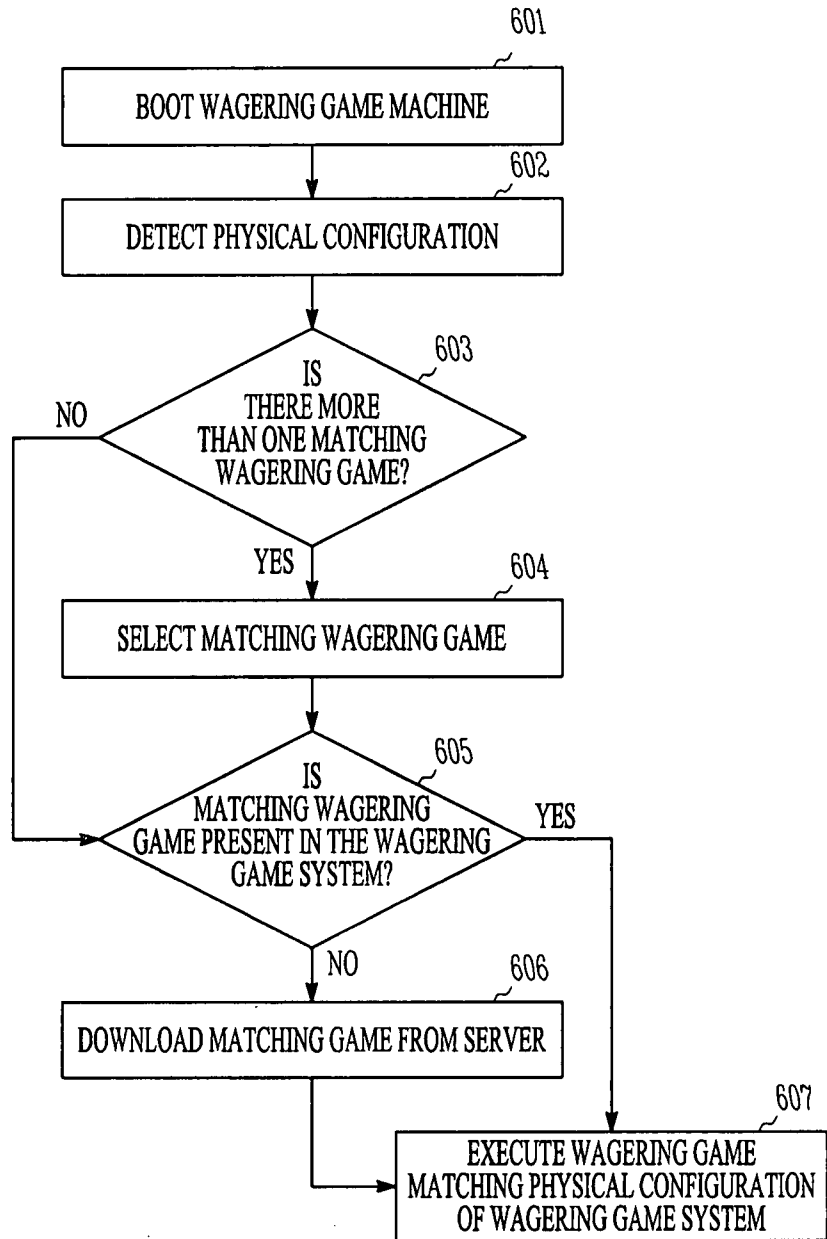 601
BOOT WAGERING GAME MACHINE
602
DETECT PHYSICAL CONFIGURATION
603
IS
THERE MORE
THAN ONE MATCHING
WAGERING GAME?
NO
YES
604
SELECT MATCHING WAGERING GAME
605
IS
MATCHING WAGERING
GAME PRESENT IN THE WAGERING
GAME SYSTEM?
YES
NO
606
DOWNLOAD MATCHING GAME FROM SERVER
607
EXECUTE WAGERING GAME
MATCHING PHYSICAL CONFIGURATION
OF WAGERING GAME SYSTEM